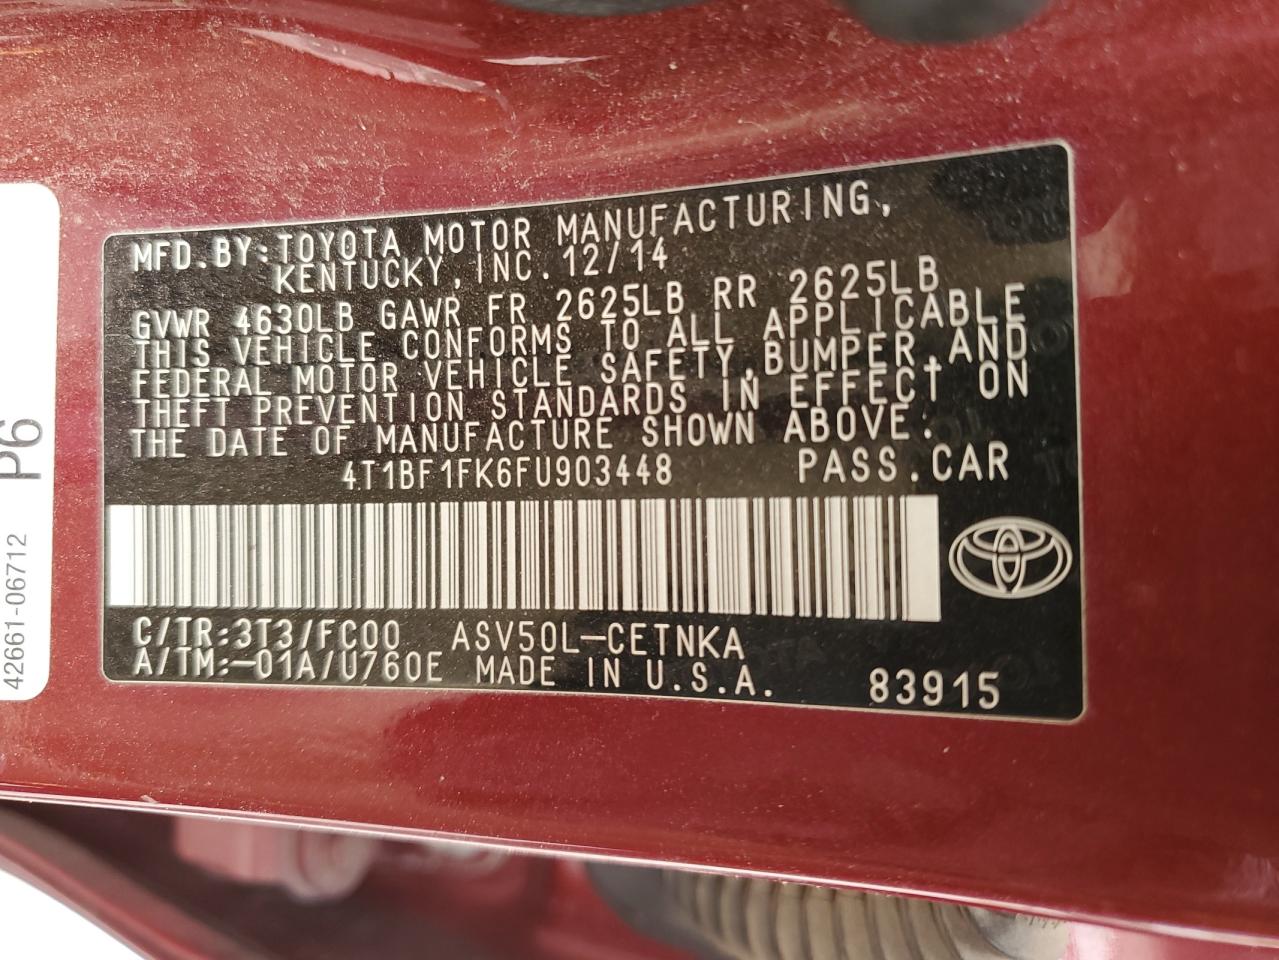 MFD. BY: TOYOTA MOTOR MANUFACTURING,
KENTUCKY, INC. 12/14
GVWR 4630LB GAWR FR 2625LB RR 2625LB
THIS VEHICLE CONFORMS TO ALL APPLICABLE
FEDERAL MOTOR VEHICLE SAFETY, BUMPER, AND
THEFT PREVENTION STANDARDS IN EFFECT ON
THE DATE OF MANUFACTURE SHOWN ABOVE.
4T1BF1FK6FU903448 PASS. CAR
C/TR: 3T3/FC00 ASV50L-CETNKA
A/TM: -01A/U760E MADE IN U.S.A. 83915
42661-06712 P6